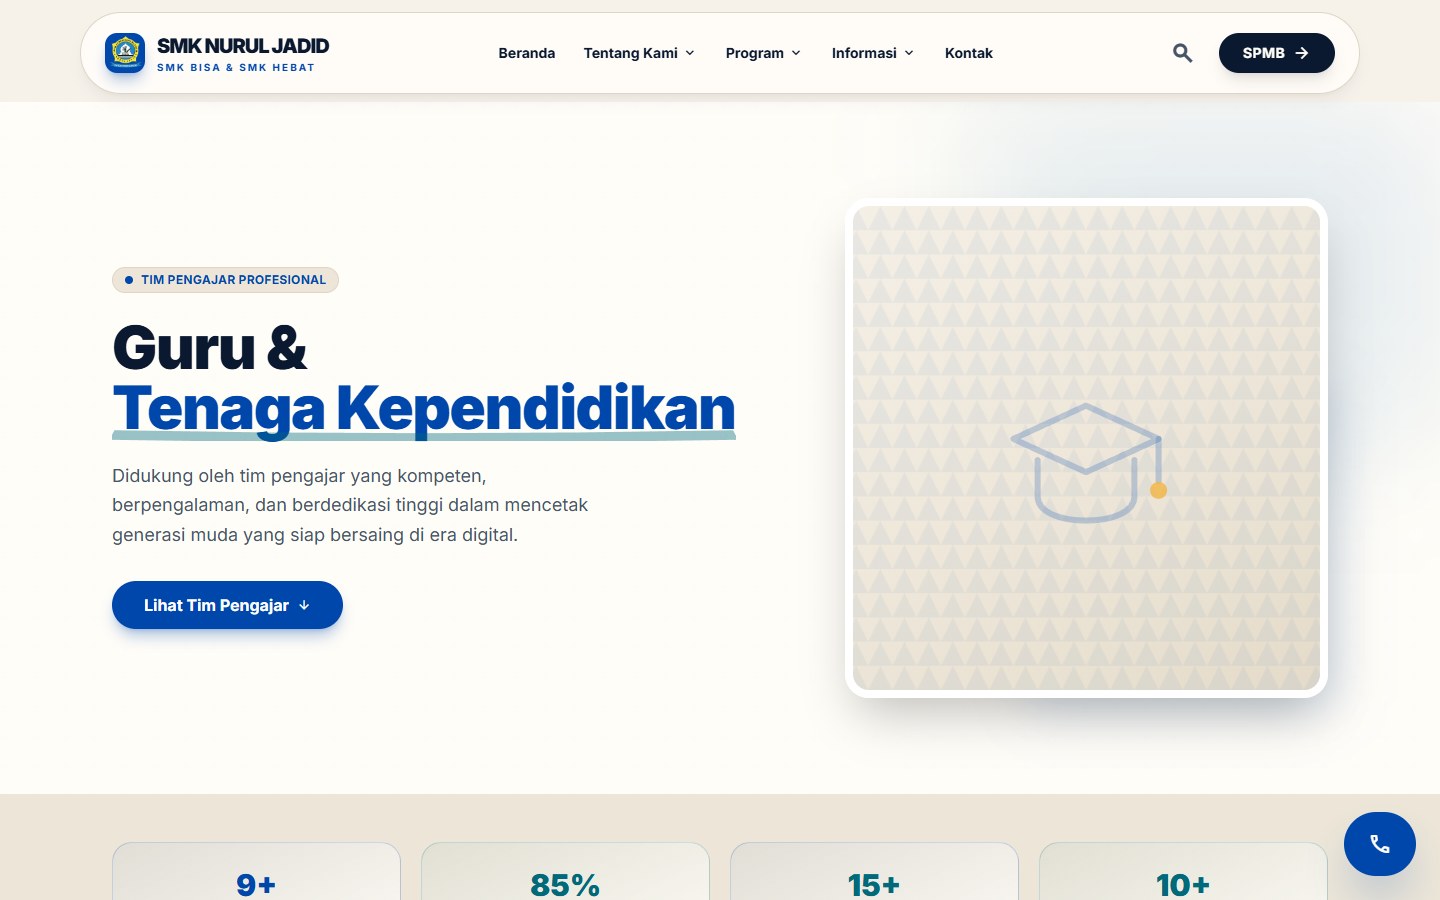 SMK NURUL JADID
SMK BISA & SMK HEBAT
Beranda
Tentang Kami
Program
Informasi
Kontak
SPMB
TIM PENGAJAR PROFESIONAL
Guru &
Tenaga Kependidikan
Didukung oleh tim pengajar yang kompeten,
berpengalaman, dan berdedikasi tinggi dalam mencetak
generasi muda yang siap bersaing di era digital.
Lihat Tim Pengajar
9+
85%
15+
10+